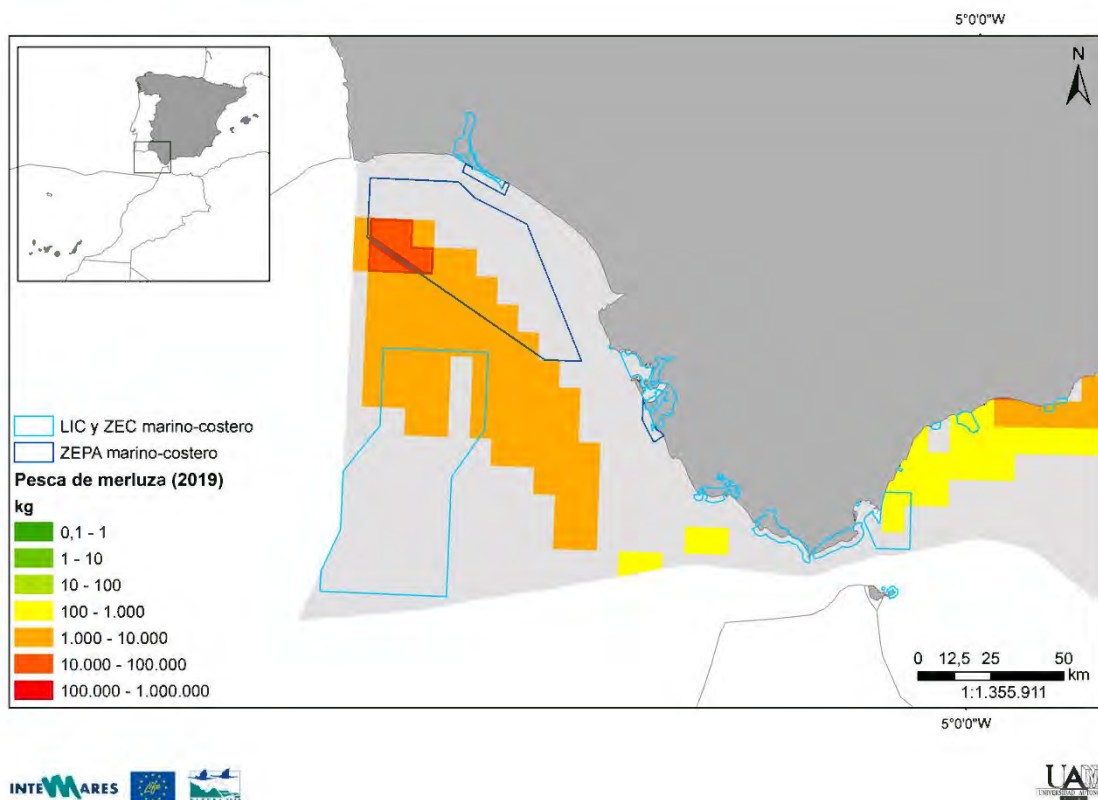 5°0'0"W
N
LIC y ZEC marino-costero
ZEPA marino-costero
Pesca de merluza (2019)
kg
0,1 - 1
1 - 10
10 - 100
100 - 1.000
1.000 - 10.000
10.000 - 100.000
100.000 - 1.000.000
0 12,5 25 50
km
1:1.355.911
5°0'0"W
INTEMARES
Life
UAM